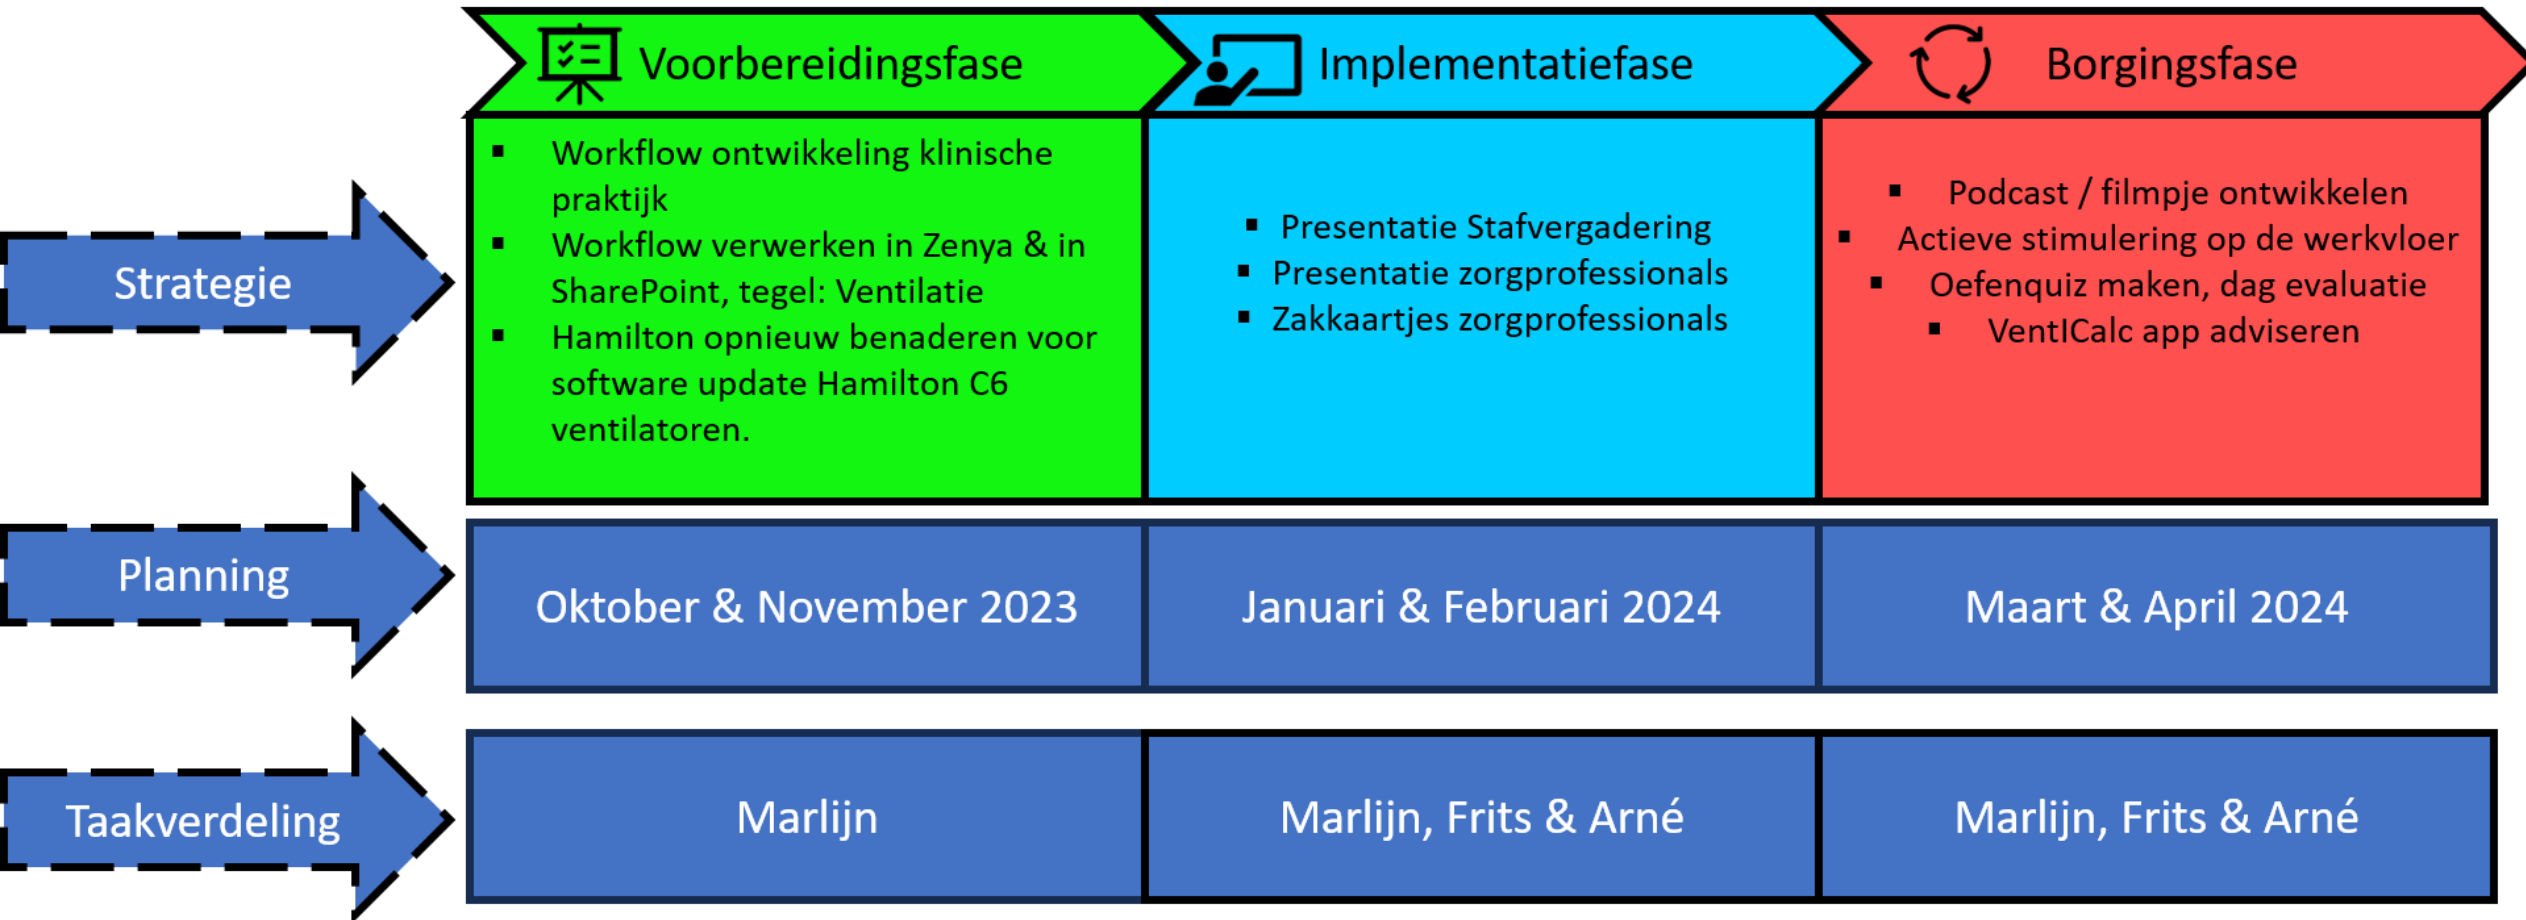 Voorbereidingsfase
Implementatiefase
Borgingsfase
Strategie
▪ Workflow ontwikkeling klinische
praktijk
▪ Workflow verwerken in Zenya & in
SharePoint, tegel: Ventilatie
▪ Hamilton opnieuw benaderen voor
software update Hamilton C6
ventilatoren.
▪ Presentatie Stafvergadering
▪ Presentatie zorgprofessionals
▪ Zakkaartjes zorgprofessionals
▪ Podcast / filmpje ontwikkelen
▪ Actieve stimulering op de werkvloer
▪ Oefenquiz maken, dag evaluatie
▪ VentICalc app adviseren
Planning
Oktober & November 2023
Januari & Februari 2024
Maart & April 2024
Taakverdeling
Marlijn
Marlijn, Frits & Arné
Marlijn, Frits & Arné